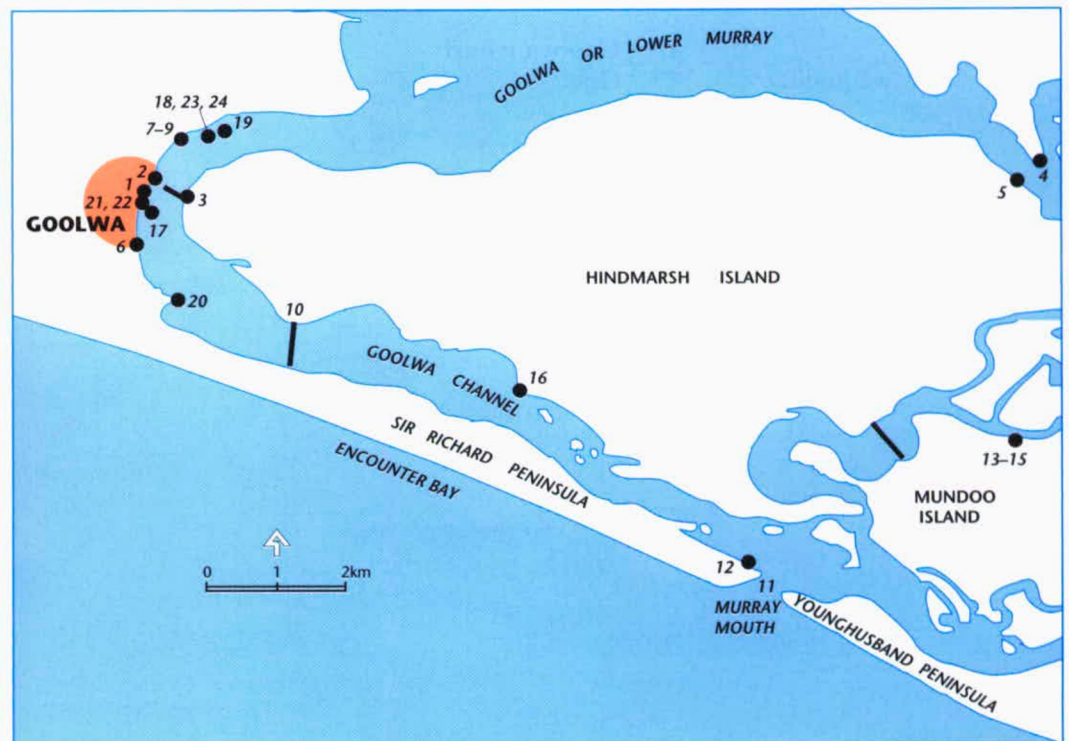 GOOLWA OR LOWER MURRAY
18, 23, 24
7–9
19
2
1
3
21, 22
GOOLWA
17
6
4
5
20
10
HINDMARSH ISLAND
GOOLWA CHANNEL
16
SIR RICHARD PENINSULA
ENCOUNTER BAY
13–15
MUNDOO
ISLAND
0 1 2km
12
11
MURRAY
MOUTH
YOUNGHUSBAND PENINSULA